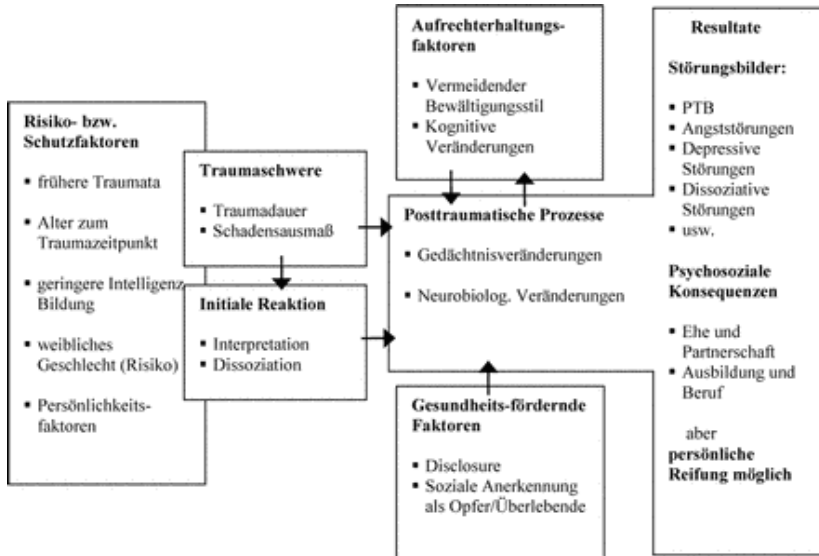 Risiko- bzw.
Schutzfaktoren
▪ frühere Traumata
▪ Alter zum
Traumazeitpunkt
▪ geringere Intelligenz
Bildung
▪ weibliches
Geschlecht (Risiko)
▪ Persönlichkeits-
faktoren
Traumaschwere
▪ Traumadauer
▪ Schadensausmaß
Initiale Reaktion
▪ Interpretation
▪ Dissoziation
Aufrechterhaltungs-
faktoren
▪ Vermeidender
Bewältigungsstil
▪ Kognitive
Veränderungen
Posttraumatische Prozesse
▪ Gedächtnisveränderungen
▪ Neurobiolog. Veränderungen
Gesundheits-fördernde
Faktoren
▪ Disclosure
▪ Soziale Anerkennung
als Opfer/Überlebende
Resultate
Störungsbilder:
▪ PTB
▪ Angststörungen
▪ Depressive
Störungen
▪ Dissoziative
Störungen
▪ usw.
Psychosoziale
Konsequenzen
▪ Ehe und
Partnerschaft
▪ Ausbildung und
Beruf
aber
persönliche
Reifung möglich